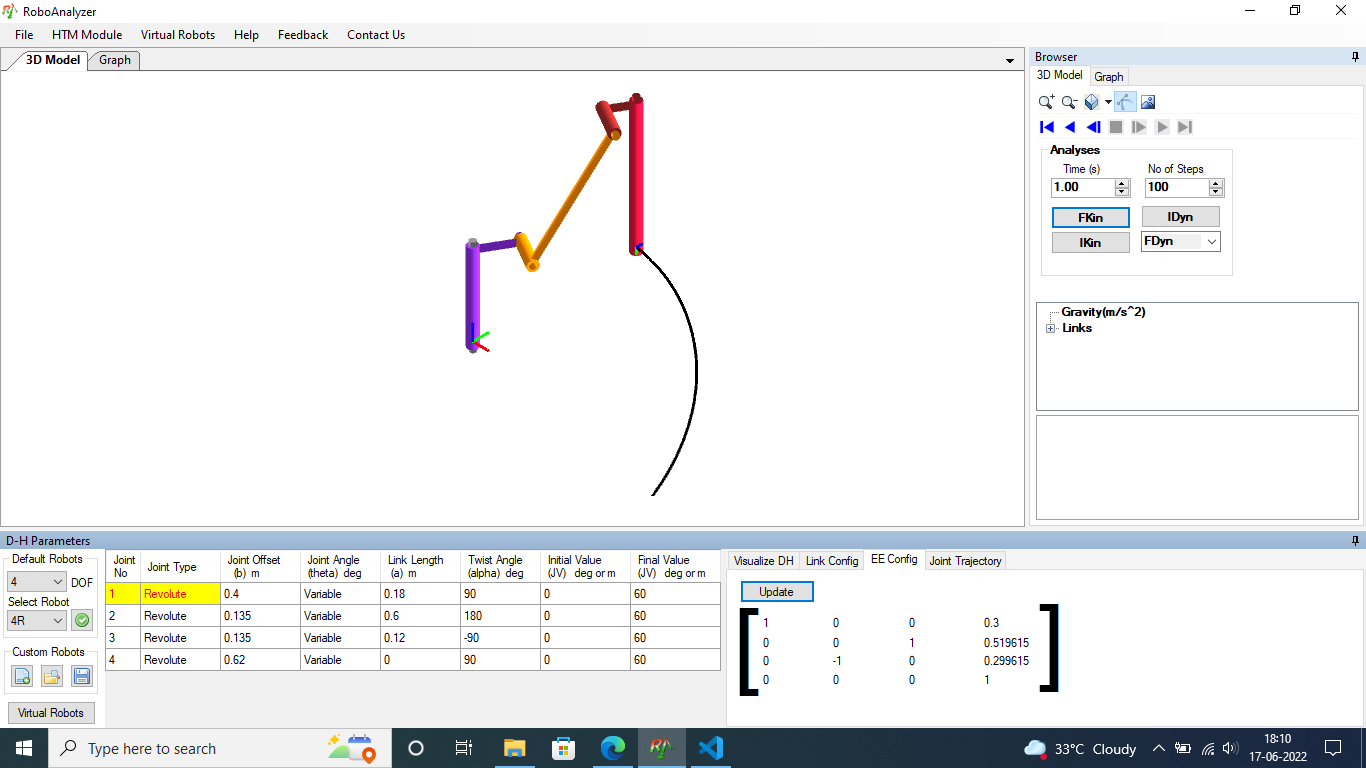 RoboAnalyzer
File HTM Module Virtual Robots Help Feedback Contact Us
3D Model Graph
Browser
3D Model Graph
Analyses
Time (s) No of Steps
1.00 100
FKin IDyn
IKin FDyn
Gravity(m/s^2)
Links
D-H Parameters
Default Robots
4 DOF
Select Robot
4R
Custom Robots
Virtual Robots
Joint No Joint Type Joint Offset (b) m Joint Angle (theta) deg Link Length (a) m Twist Angle (alpha) deg Initial Value (JV) deg or m Final Value (JV) deg or m
1 Revolute 0.4 Variable 0.18 90 0 60
2 Revolute 0.135 Variable 0.6 180 0 60
3 Revolute 0.135 Variable 0.12 -90 0 60
4 Revolute 0.62 Variable 0 90 0 60
Visualize DH Link Config EE Config Joint Trajectory
Update
1 0 0 0.3
0 0 1 0.519615
0 -1 0 0.299615
0 0 0 1
Type here to search
33°C Cloudy
18:10
17-06-2022